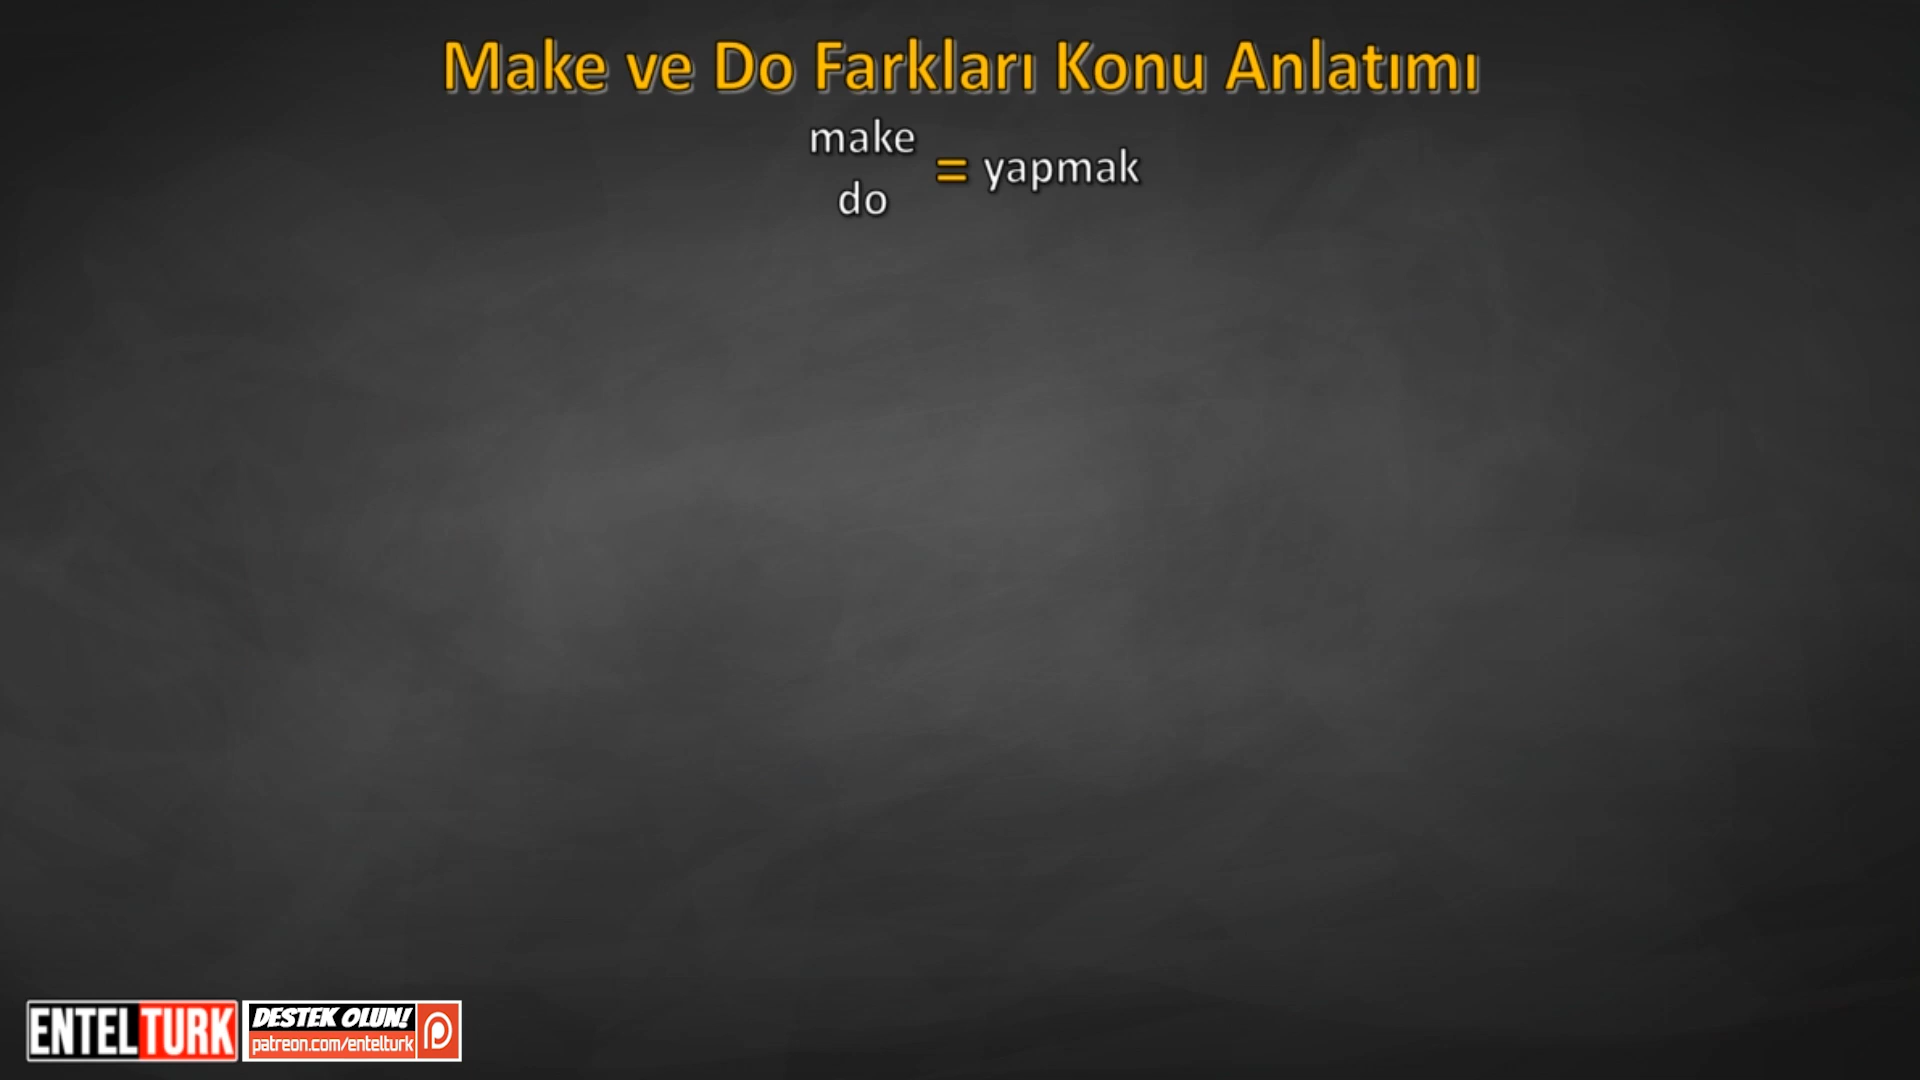 Make ve Do Farkları Konu Anlatımı
make
do
= yapmak
ENTELTURK
DESTEK OLUN!
patreon.com/entelturk